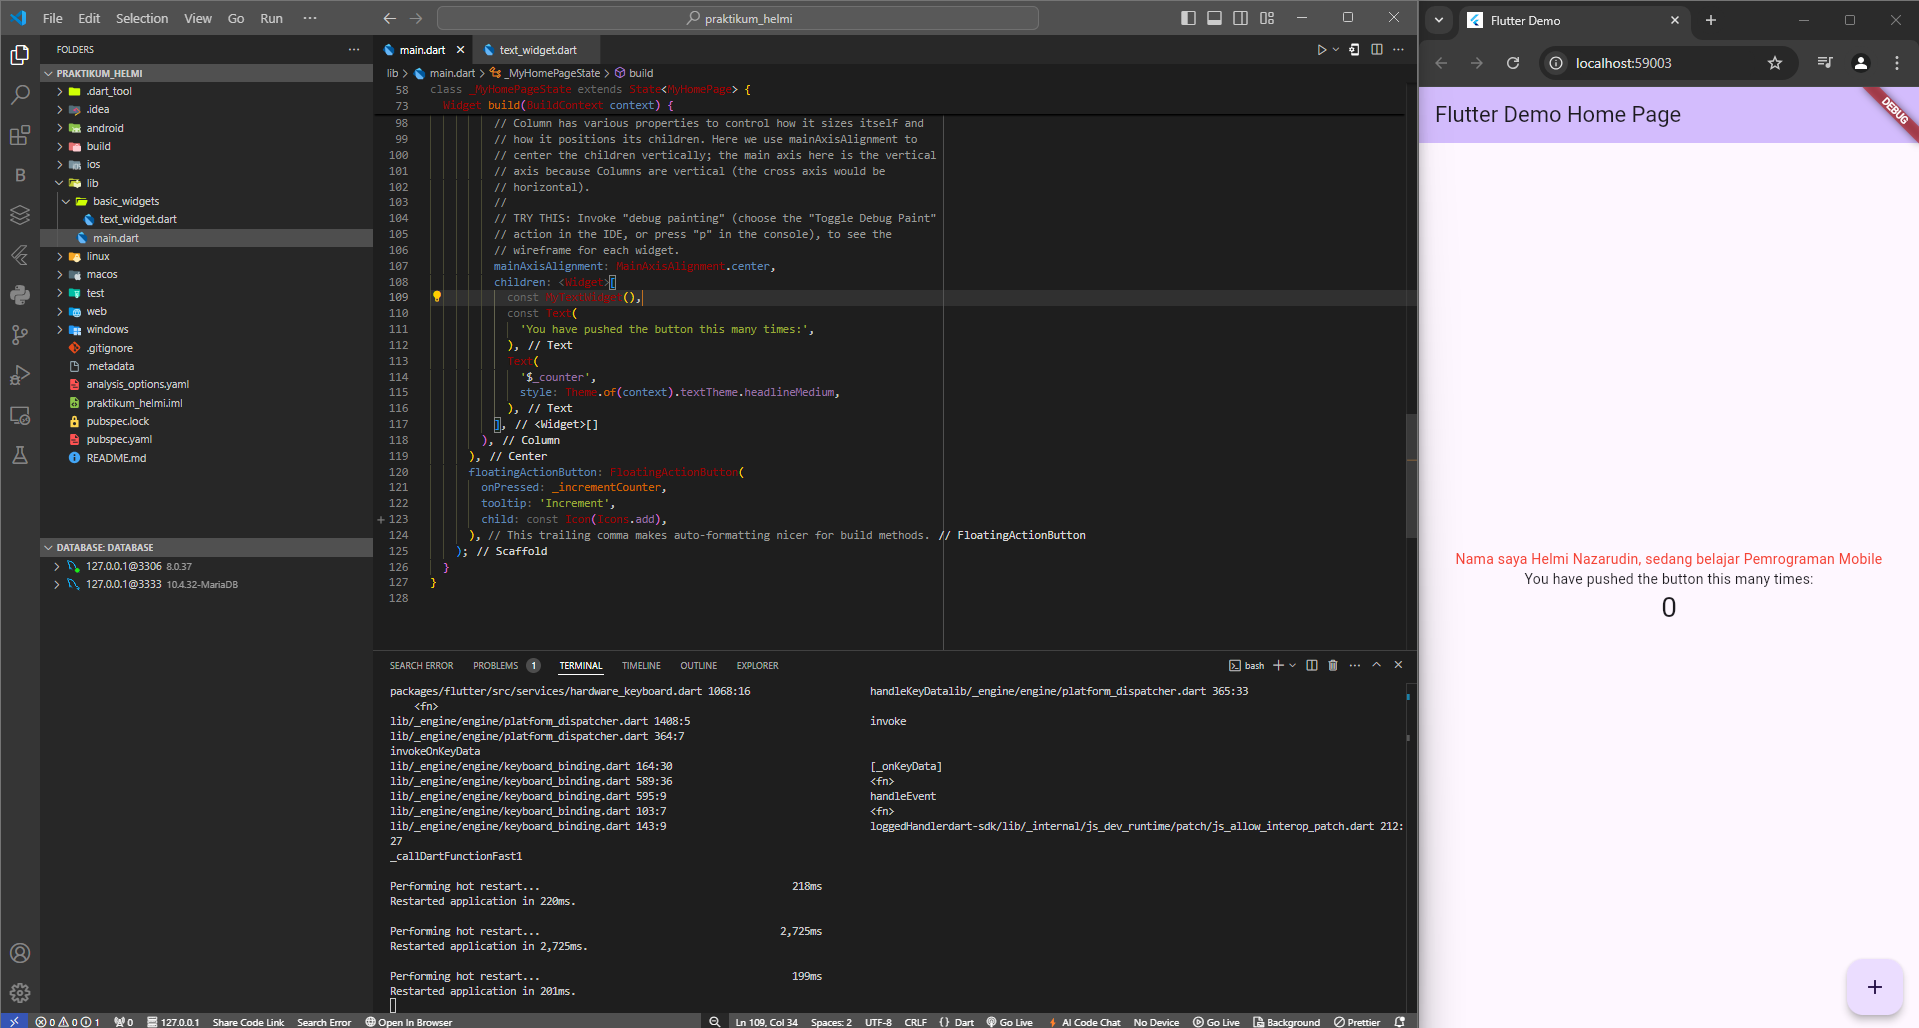 File Edit Selection View Go Run ···
praktikum_helmi
FOLDERS
PRAKTIKUM_HELMI
.dart_tool
.idea
android
build
ios
lib
basic_widgets
text_widget.dart
main.dart
linux
macos
test
web
windows
.gitignore
.metadata
analysis_options.yaml
praktikum_helmi.iml
pubspec.lock
pubspec.yaml
README.md
DATABASE: DATABASE
127.0.0.1@3306 8.0.37
127.0.0.1@3333 10.4.32-MariaDB
main.dart
text_widget.dart
lib > main.dart > _MyHomePageState > build
58 class _MyHomePageState extends State<MyHomePage> {
73 Widget build(BuildContext context) {
98 // Column has various properties to control how it sizes itself and
99 // how it positions its children. Here we use mainAxisAlignment to
100 // center the children vertically; the main axis here is the vertical
101 // axis because Columns are vertical (the cross axis would be
102 // horizontal).
103 //
104 // TRY THIS: Invoke "debug painting" (choose the "Toggle Debug Paint"
105 // action in the IDE, or press "p" in the console), to see the
106 // wireframe for each widget.
107 mainAxisAlignment: MainAxisAlignment.center,
108 children: <Widget>[
109 const MyTextWidget(),
110 const Text(
111 'You have pushed the button this many times:',
112 ), // Text
113 Text(
114 '$_counter',
115 style: Theme.of(context).textTheme.headlineMedium,
116 ), // Text
117 ], // <Widget>[]
118 ), // Column
119 ), // Center
120 floatingActionButton: FloatingActionButton(
121 onPressed: _incrementCounter,
122 tooltip: 'Increment',
123 child: const Icon(Icons.add),
124 ), // This trailing comma makes auto-formatting nicer for build methods. // FloatingActionButton
125 ); // Scaffold
126 }
127 }
128
SEARCH ERROR PROBLEMS 1 TERMINAL TIMELINE OUTLINE EXPLORER
bash
packages/flutter/src/services/hardware_keyboard.dart 1068:16 handleKeyDatalib/_engine/engine/platform_dispatcher.dart 365:33
<fn>
lib/_engine/engine/platform_dispatcher.dart 1408:5 invoke
lib/_engine/engine/platform_dispatcher.dart 364:7
invokeOnKeyData
lib/_engine/engine/keyboard_binding.dart 164:30 [_onKeyData]
lib/_engine/engine/keyboard_binding.dart 589:36 <fn>
lib/_engine/engine/keyboard_binding.dart 595:9 handleEvent
lib/_engine/engine/keyboard_binding.dart 103:7 <fn>
lib/_engine/engine/keyboard_binding.dart 143:9 loggedHandlerdart-sdk/lib/_internal/js_dev_runtime/patch/js_allow_interop_patch.dart 212:
27
_callDartFunctionFast1
Performing hot restart... 218ms
Restarted application in 220ms.
Performing hot restart... 2,725ms
Restarted application in 2,725ms.
Performing hot restart... 199ms
Restarted application in 201ms.
0 0 1 0 127.0.0.1 Share Code Link Search Error Open In Browser Ln 109, Col 34 Spaces: 2 UTF-8 CRLF {} Dart Go Live AI Code Chat No Device Go Live Background Prettier
Flutter Demo
localhost:59003
Flutter Demo Home Page
DEBUG
Nama saya Helmi Nazarudin, sedang belajar Pemrograman Mobile
You have pushed the button this many times:
0